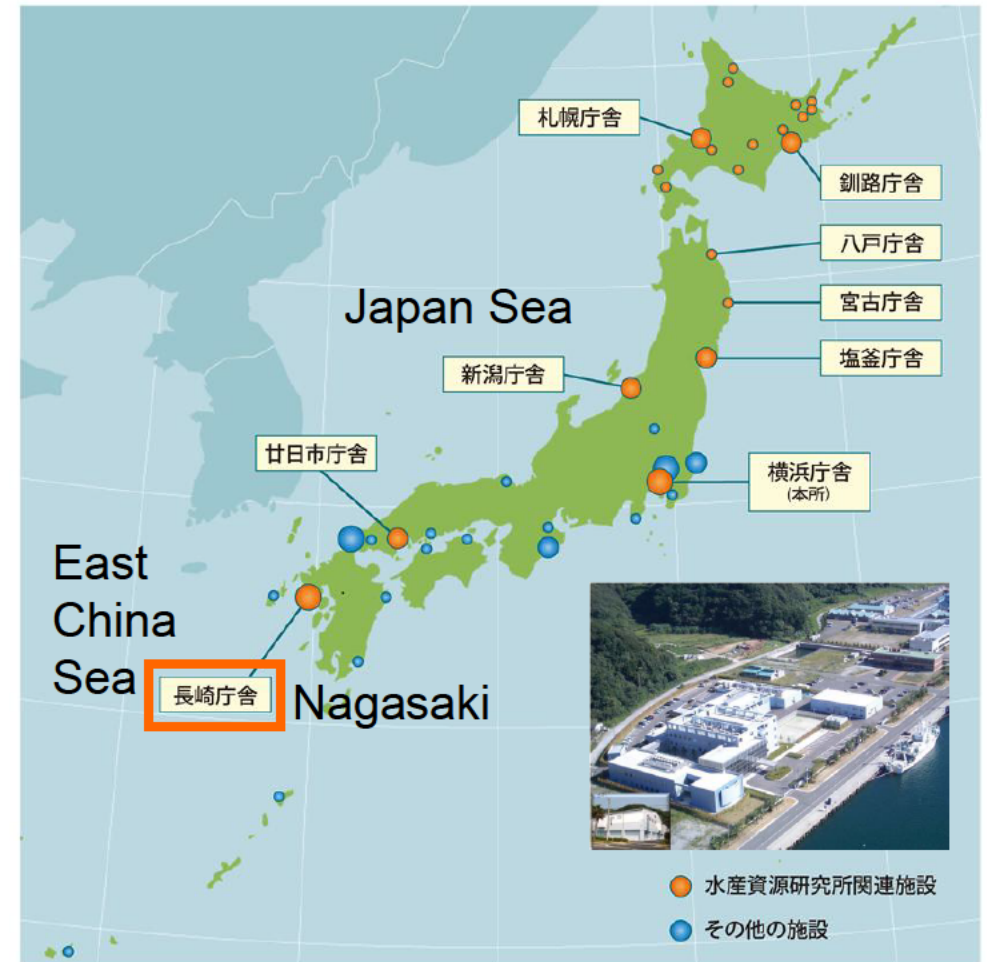 札幌庁舎
釧路庁舎
八戸庁舎
宮古庁舎
塩釜庁舎
Japan Sea
新潟庁舎
廿日市庁舎
横浜庁舎
(本所)
East
China
Sea
長崎庁舎
Nagasaki
水産資源研究所関連施設
その他の施設